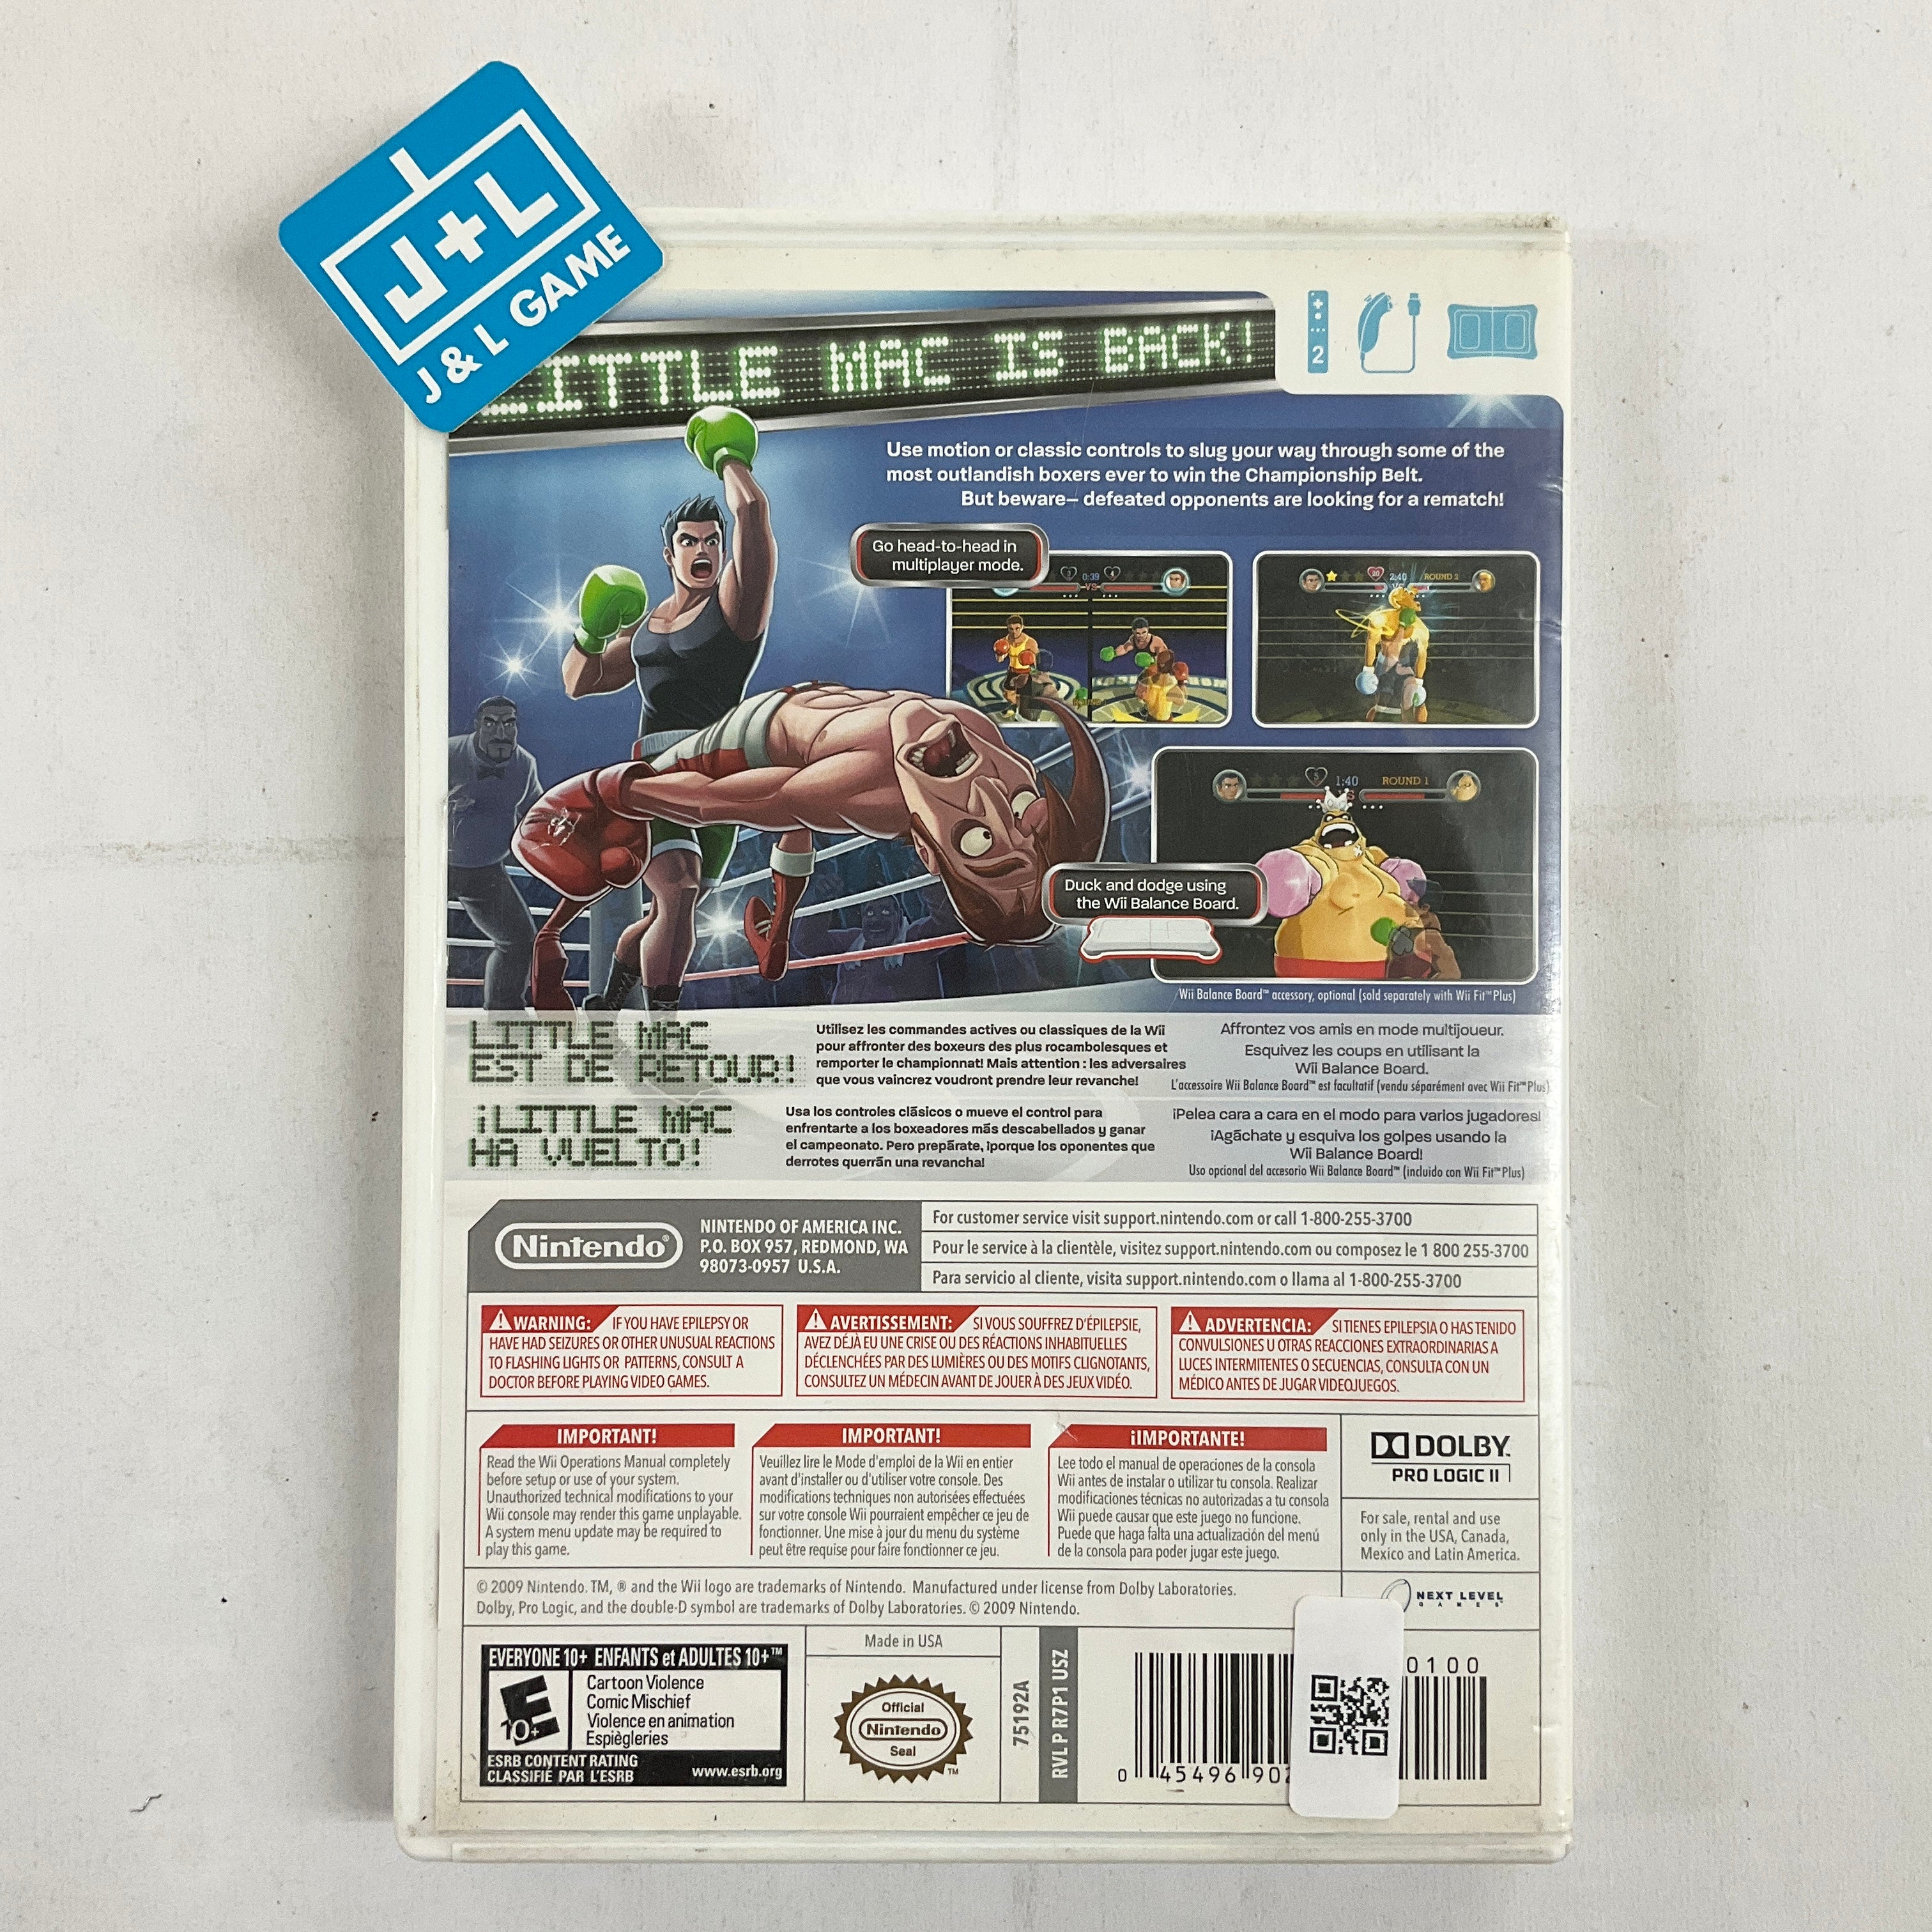 J+L
J & L GAME
LITTLE MAC IS BACK!
2
Use motion or classic controls to slug your way through some of the
most outlandish boxers ever to win the Championship Belt.
But beware— defeated opponents are looking for a rematch!
Go head-to-head in
multiplayer mode.
3 0:39 4
VS
20 2:40 ROUND 2
5 1:40 ROUND 1
Duck and dodge using
the Wii Balance Board.
Wii Balance Board™ accessory, optional (sold separately with Wii Fit™ Plus)
LITTLE MAC
EST DE RETOUR!
Utilisez les commandes actives ou classiques de la Wii
pour affronter des boxeurs des plus rocambolesques et
remporter le championnat! Mais attention : les adversaires
que vous vaincrez voudront prendre leur revanche!
Affrontez vos amis en mode multijoueur.
Esquivez les coups en utilisant la
Wii Balance Board.
L'accessoire Wii Balance Board™ est facultatif (vendu séparément avec Wii Fit™ Plus)
¡LITTLE MAC
HA VUELTO!
Usa los controles clásicos o mueve el control para
enfrentarte a los boxeadores más descabellados y ganar
el campeonato. Pero prepárate, ¡porque los oponentes que
derrotes querrán una revancha!
¡Pelea cara a cara en el modo para varios jugadores!
¡Agáchate y esquiva los golpes usando la
Wii Balance Board!
Uso opcional del accesorio Wii Balance Board™ (incluido con Wii Fit™ Plus)
Nintendo®
NINTENDO OF AMERICA INC.
P.O. BOX 957, REDMOND, WA
98073-0957 U.S.A.
For customer service visit support.nintendo.com or call 1-800-255-3700
Pour le service à la clientèle, visitez support.nintendo.com ou composez le 1 800 255-3700
Para servicio al cliente, visita support.nintendo.com o llama al 1-800-255-3700
WARNING: IF YOU HAVE EPILEPSY OR
HAVE HAD SEIZURES OR OTHER UNUSUAL REACTIONS
TO FLASHING LIGHTS OR PATTERNS, CONSULT A
DOCTOR BEFORE PLAYING VIDEO GAMES.
AVERTISSEMENT: SI VOUS SOUFFREZ D'ÉPILEPSIE,
AVEZ DÉJÀ EU UNE CRISE OU DES RÉACTIONS INHABITUELLES
DÉCLENCHÉES PAR DES LUMIÈRES OU DES MOTIFS CLIGNOTANTS,
CONSULTEZ UN MÉDECIN AVANT DE JOUER À DES JEUX VIDÉO.
ADVERTENCIA: SI TIENES EPILEPSIA O HAS TENIDO
CONVULSIONES U OTRAS REACCIONES EXTRAORDINARIAS A
LUCES INTERMITENTES O SECUENCIAS, CONSULTA CON UN
MÉDICO ANTES DE JUGAR VIDEOJUEGOS.
IMPORTANT!
Read the Wii Operations Manual completely
before setup or use of your system.
Unauthorized technical modifications to your
Wii console may render this game unplayable.
A system menu update may be required to
play this game.
IMPORTANT!
Veuillez lire le Mode d'emploi de la Wii en entier
avant d'installer ou d'utiliser votre console. Des
modifications techniques non autorisées effectuées
sur votre console Wii pourraient empêcher ce jeu de
fonctionner. Une mise à jour du menu du système
peut être requise pour faire fonctionner ce jeu.
¡IMPORTANTE!
Lee todo el manual de operaciones de la consola
Wii antes de instalar o utilizar tu consola. Realizar
modificaciones técnicas no autorizadas a tu consola
Wii puede causar que este juego no funcione.
Puede que haga falta una actualización del menú
de la consola para poder jugar este juego.
DOLBY
PRO LOGIC II
For sale, rental and use
only in the USA, Canada,
Mexico and Latin America.
© 2009 Nintendo. TM, ® and the Wii logo are trademarks of Nintendo. Manufactured under license from Dolby Laboratories.
Dolby, Pro Logic, and the double-D symbol are trademarks of Dolby Laboratories. © 2009 Nintendo.
NEXT LEVEL
GAMES
EVERYONE 10+ ENFANTS et ADULTES 10+™
E
10+
Cartoon Violence
Comic Mischief
Violence en animation
Espiègleries
ESRB CONTENT RATING
CLASSIFIÉ PAR L'ESRB
www.esrb.org
Made in USA
Official
Nintendo
Seal
TM
75192A
RVL P R7P1 USZ
0 45496 90
0100